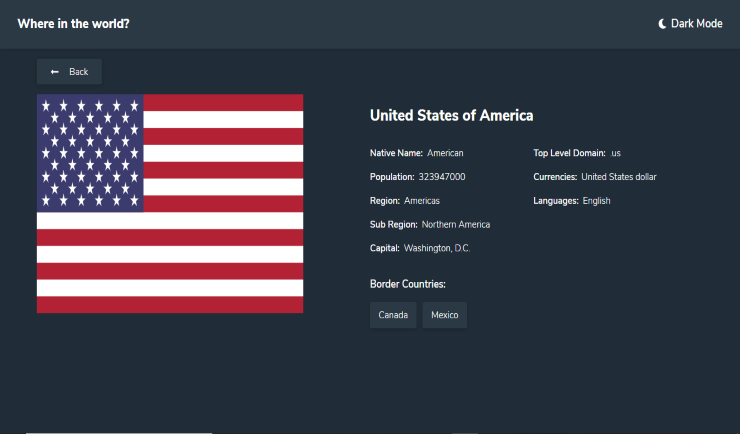 Where in the world?
Dark Mode
Back
United States of America
Native Name: American
Population: 323947000
Region: Americas
Sub Region: Northern America
Capital: Washington, D.C.
Top Level Domain: .us
Currencies: United States dollar
Languages: English
Border Countries:
Canada
Mexico